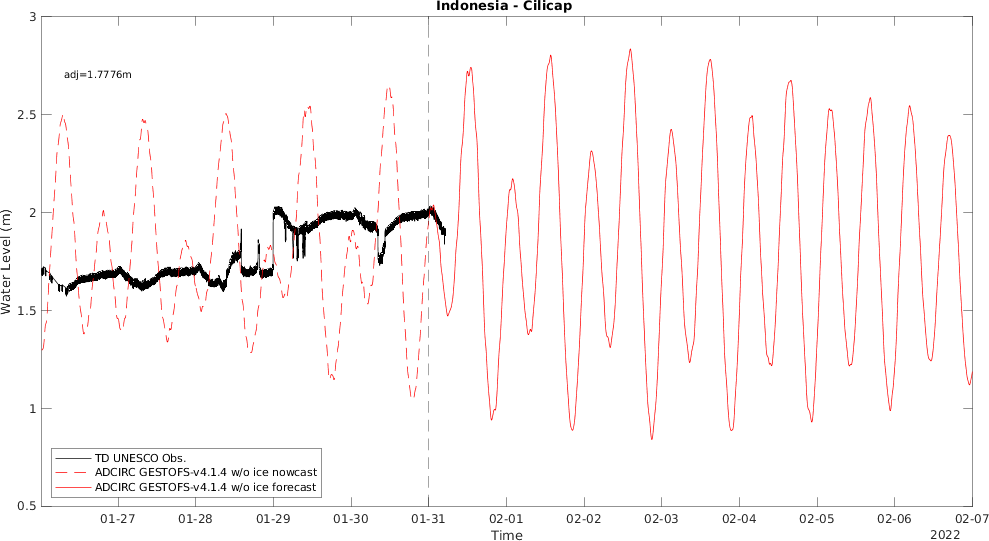 Indonesia - Cilicap
3
adj=1.7776m
2.5
2
Water Level (m)
1.5
1
TD UNESCO Obs.
ADCIRC GESTOFS-v4.1.4 w/o ice nowcast
ADCIRC GESTOFS-v4.1.4 w/o ice forecast
0.5
01-27 01-28 01-29 01-30 01-31 02-01 02-02 02-03 02-04 02-05 02-06 02-07
Time
2022